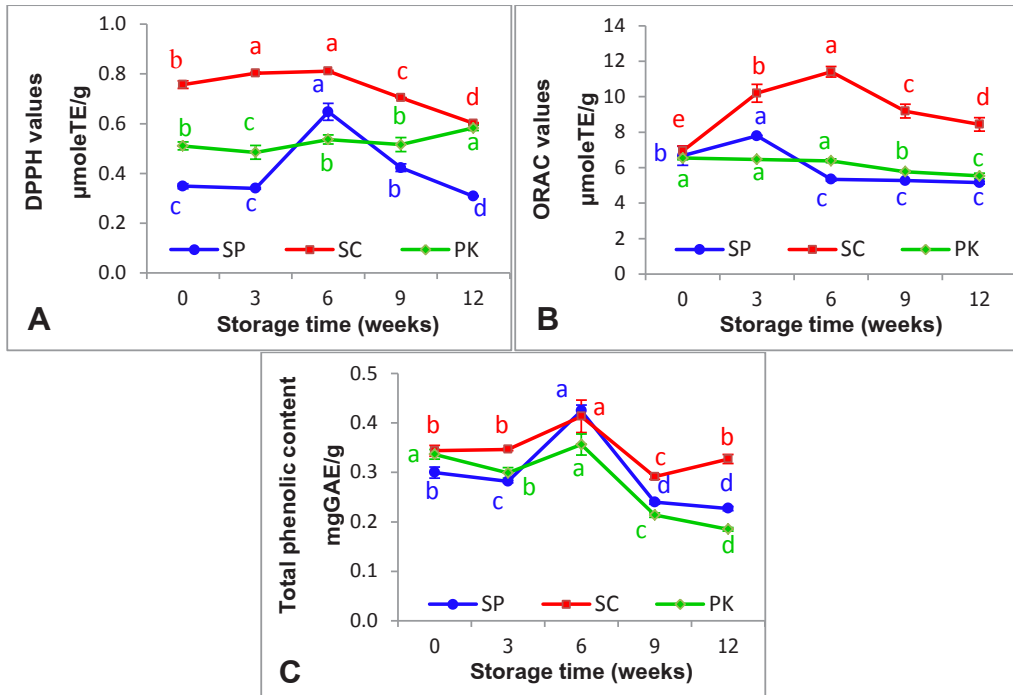 DPPH values
µmoleTE/g
1.0
0.8
0.6
0.4
0.2
0.0
b
a
a
c
d
a
b
c
b
b
a
c
c
b
d
SP
SC
PK
0
3
6
9
12
Storage time (weeks)
A
ORAC values
µmoleTE/g
14
12
10
8
6
4
2
0
e
b
a
c
d
b
a
a
a
a
b
c
c
c
c
SP
SC
PK
0
3
6
9
12
Storage time (weeks)
B
Total phenolic content
mgGAE/g
0.5
0.4
0.3
0.2
0.1
0.0
b
b
a
a
c
b
a
b
c
b
a
d
d
c
d
SP
SC
PK
0
3
6
9
12
Storage time (weeks)
C